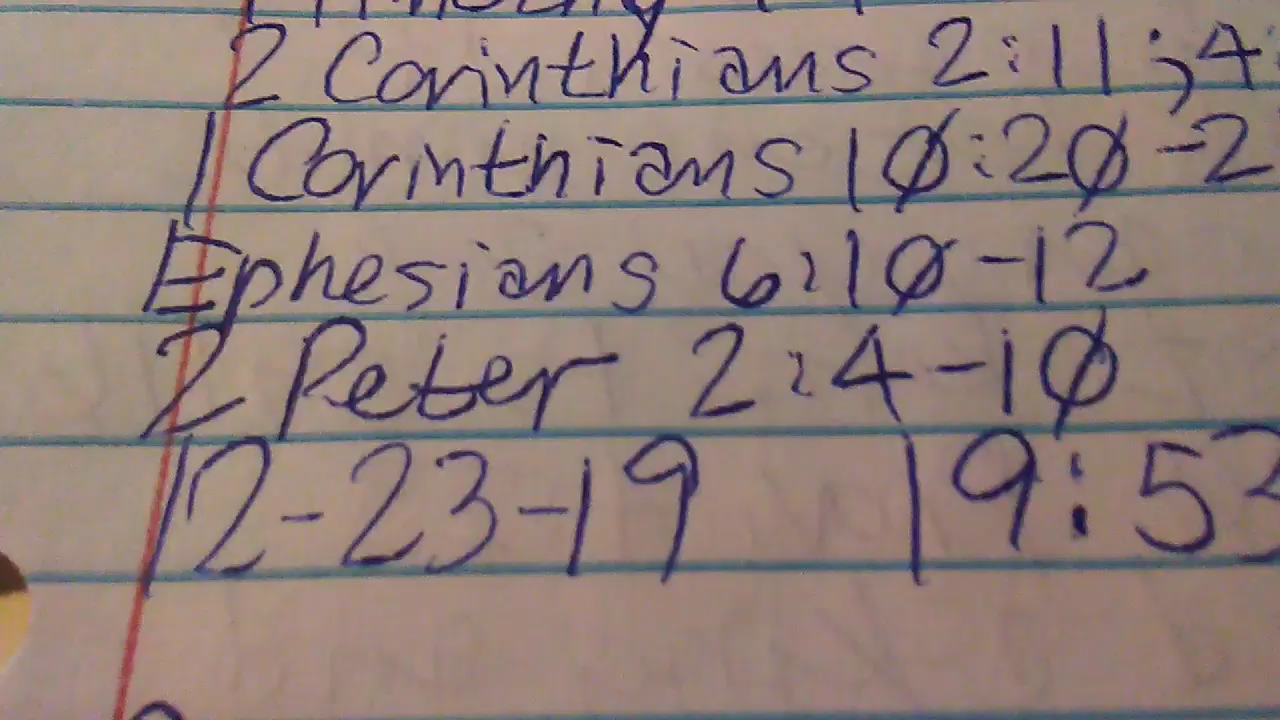 2 Corinthians 2:11;4
1 Corinthians 10:20-2
Ephesians 6:10-12
2 Peter 2:4-10
12-23-19 19:53